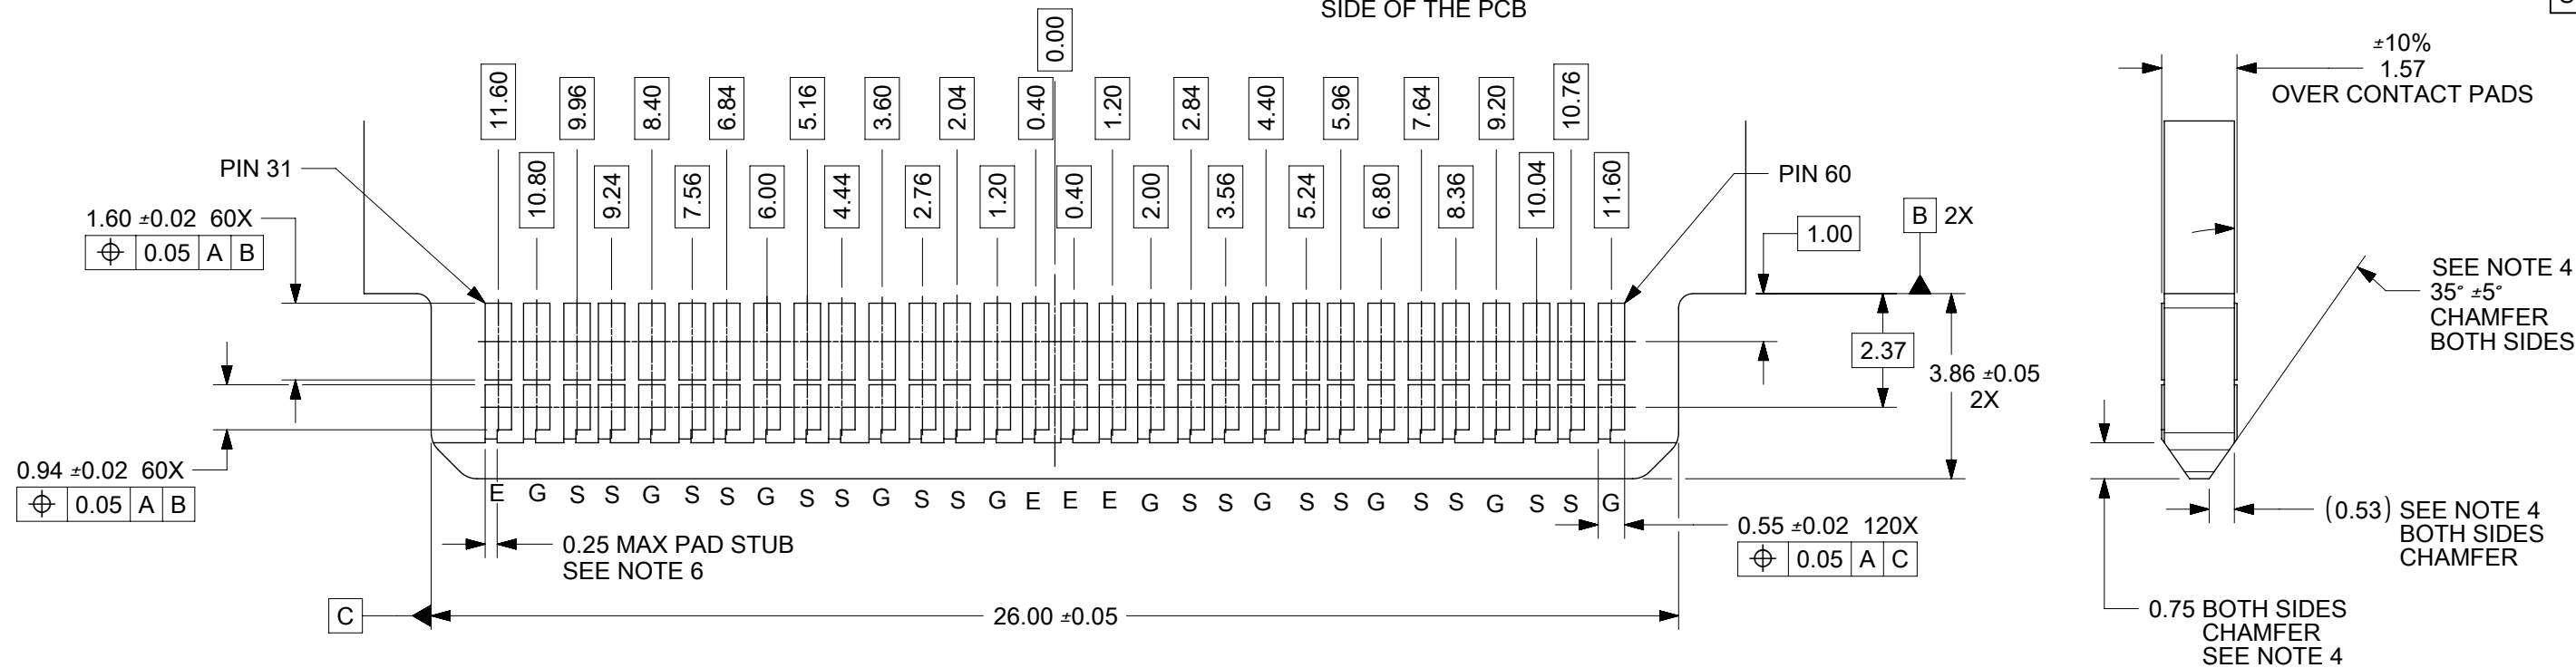 SIDE OF THE PCB
0.00
11.60
9.96
8.40
6.84
5.16
3.60
2.04
0.40
1.20
2.84
4.40
5.96
7.64
9.20
10.76
10.80
9.24
7.56
6.00
4.44
2.76
1.20
0.40
2.00
3.56
5.24
6.80
8.36
10.04
11.60
PIN 31
PIN 60
1.60 ±0.02 60X
⌖ 0.05 A B
1.00
B 2X
2.37
3.86 ±0.05
2X
0.94 ±0.02 60X
⌖ 0.05 A B
E G S S G S S G S S G S S G E E E G S S G S S G S S G S S G
0.25 MAX PAD STUB
SEE NOTE 6
0.55 ±0.02 120X
⌖ 0.05 A C
C
26.00 ±0.05
±10%
1.57
OVER CONTACT PADS
SEE NOTE 4
35° ±5°
CHAMFER
BOTH SIDES
(0.53) SEE NOTE 4
BOTH SIDES
CHAMFER
0.75 BOTH SIDES
CHAMFER
SEE NOTE 4